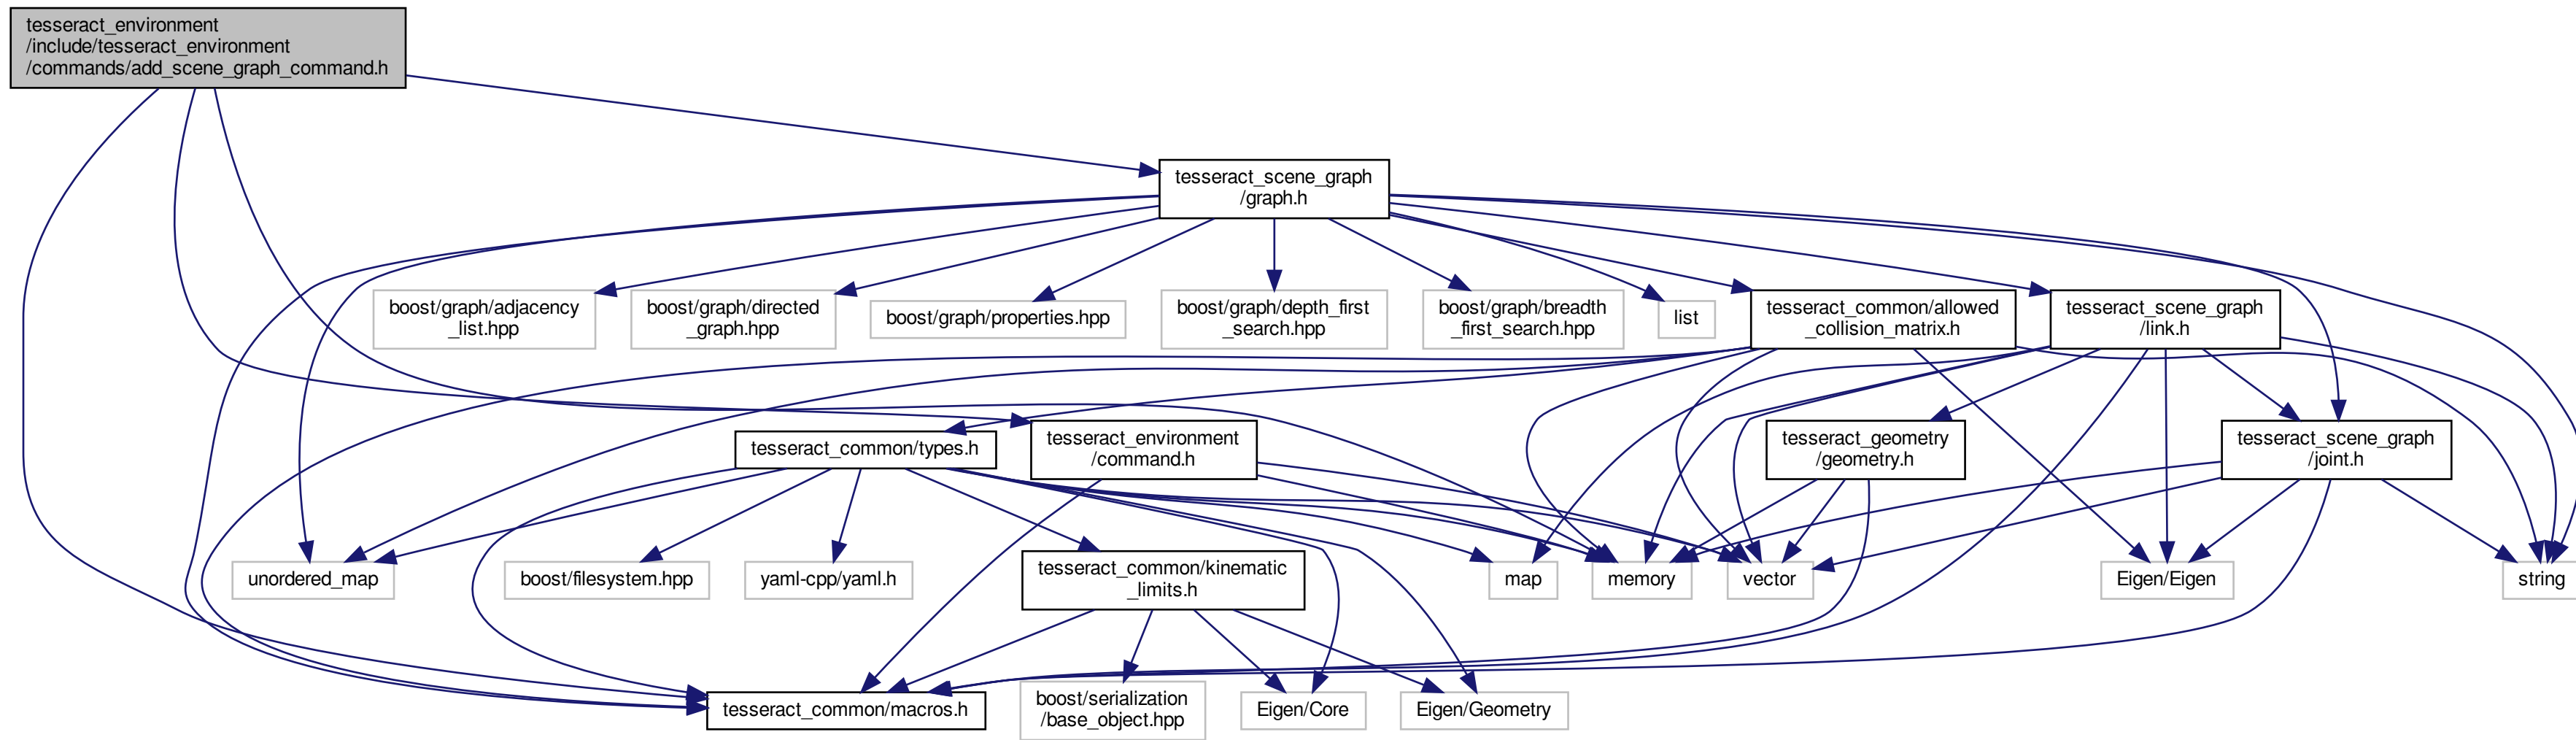 tesseract_environment
/include/tesseract_environment
/commands/add_scene_graph_command.h
tesseract_scene_graph
/graph.h
boost/graph/adjacency
_list.hpp
boost/graph/directed
_graph.hpp
boost/graph/properties.hpp
boost/graph/depth_first
_search.hpp
boost/graph/breadth
_first_search.hpp
list
tesseract_common/allowed
_collision_matrix.h
tesseract_scene_graph
/link.h
tesseract_common/types.h
tesseract_environment
/command.h
tesseract_geometry
/geometry.h
tesseract_scene_graph
/joint.h
unordered_map
boost/filesystem.hpp
yaml-cpp/yaml.h
tesseract_common/kinematic
_limits.h
map
memory
vector
Eigen/Eigen
string
tesseract_common/macros.h
boost/serialization
/base_object.hpp
Eigen/Core
Eigen/Geometry